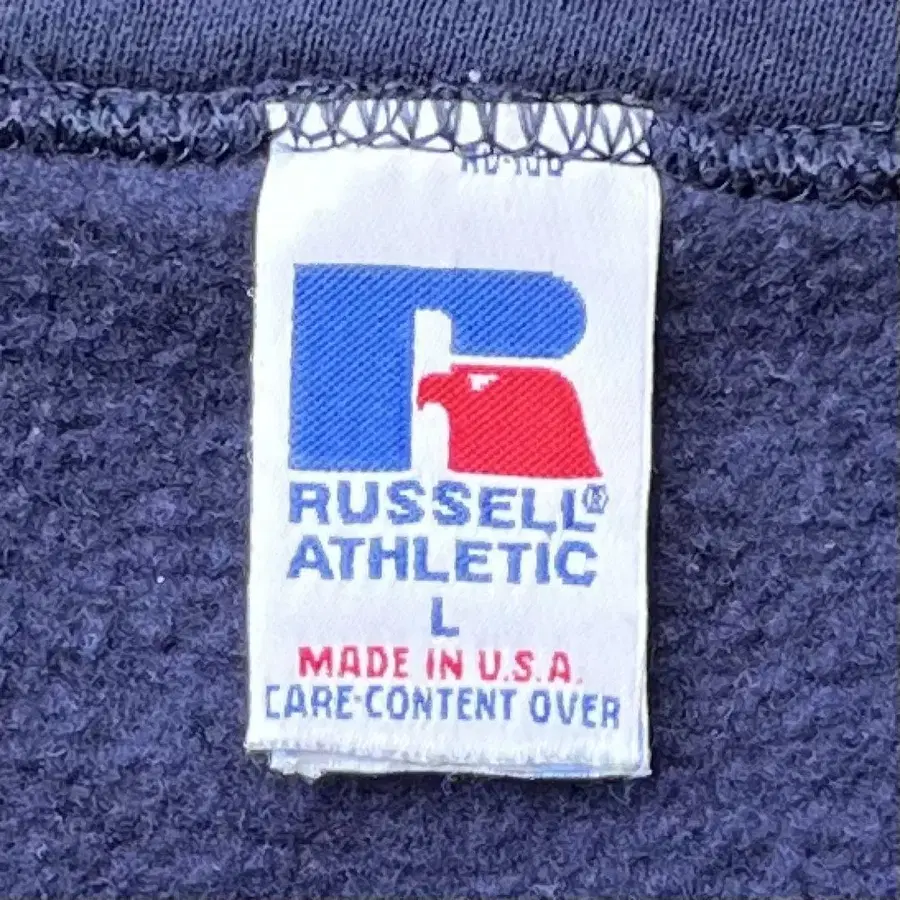 RUSSELL®
ATHLETIC
L
MADE IN U.S.A.
CARE-CONTENT OVER